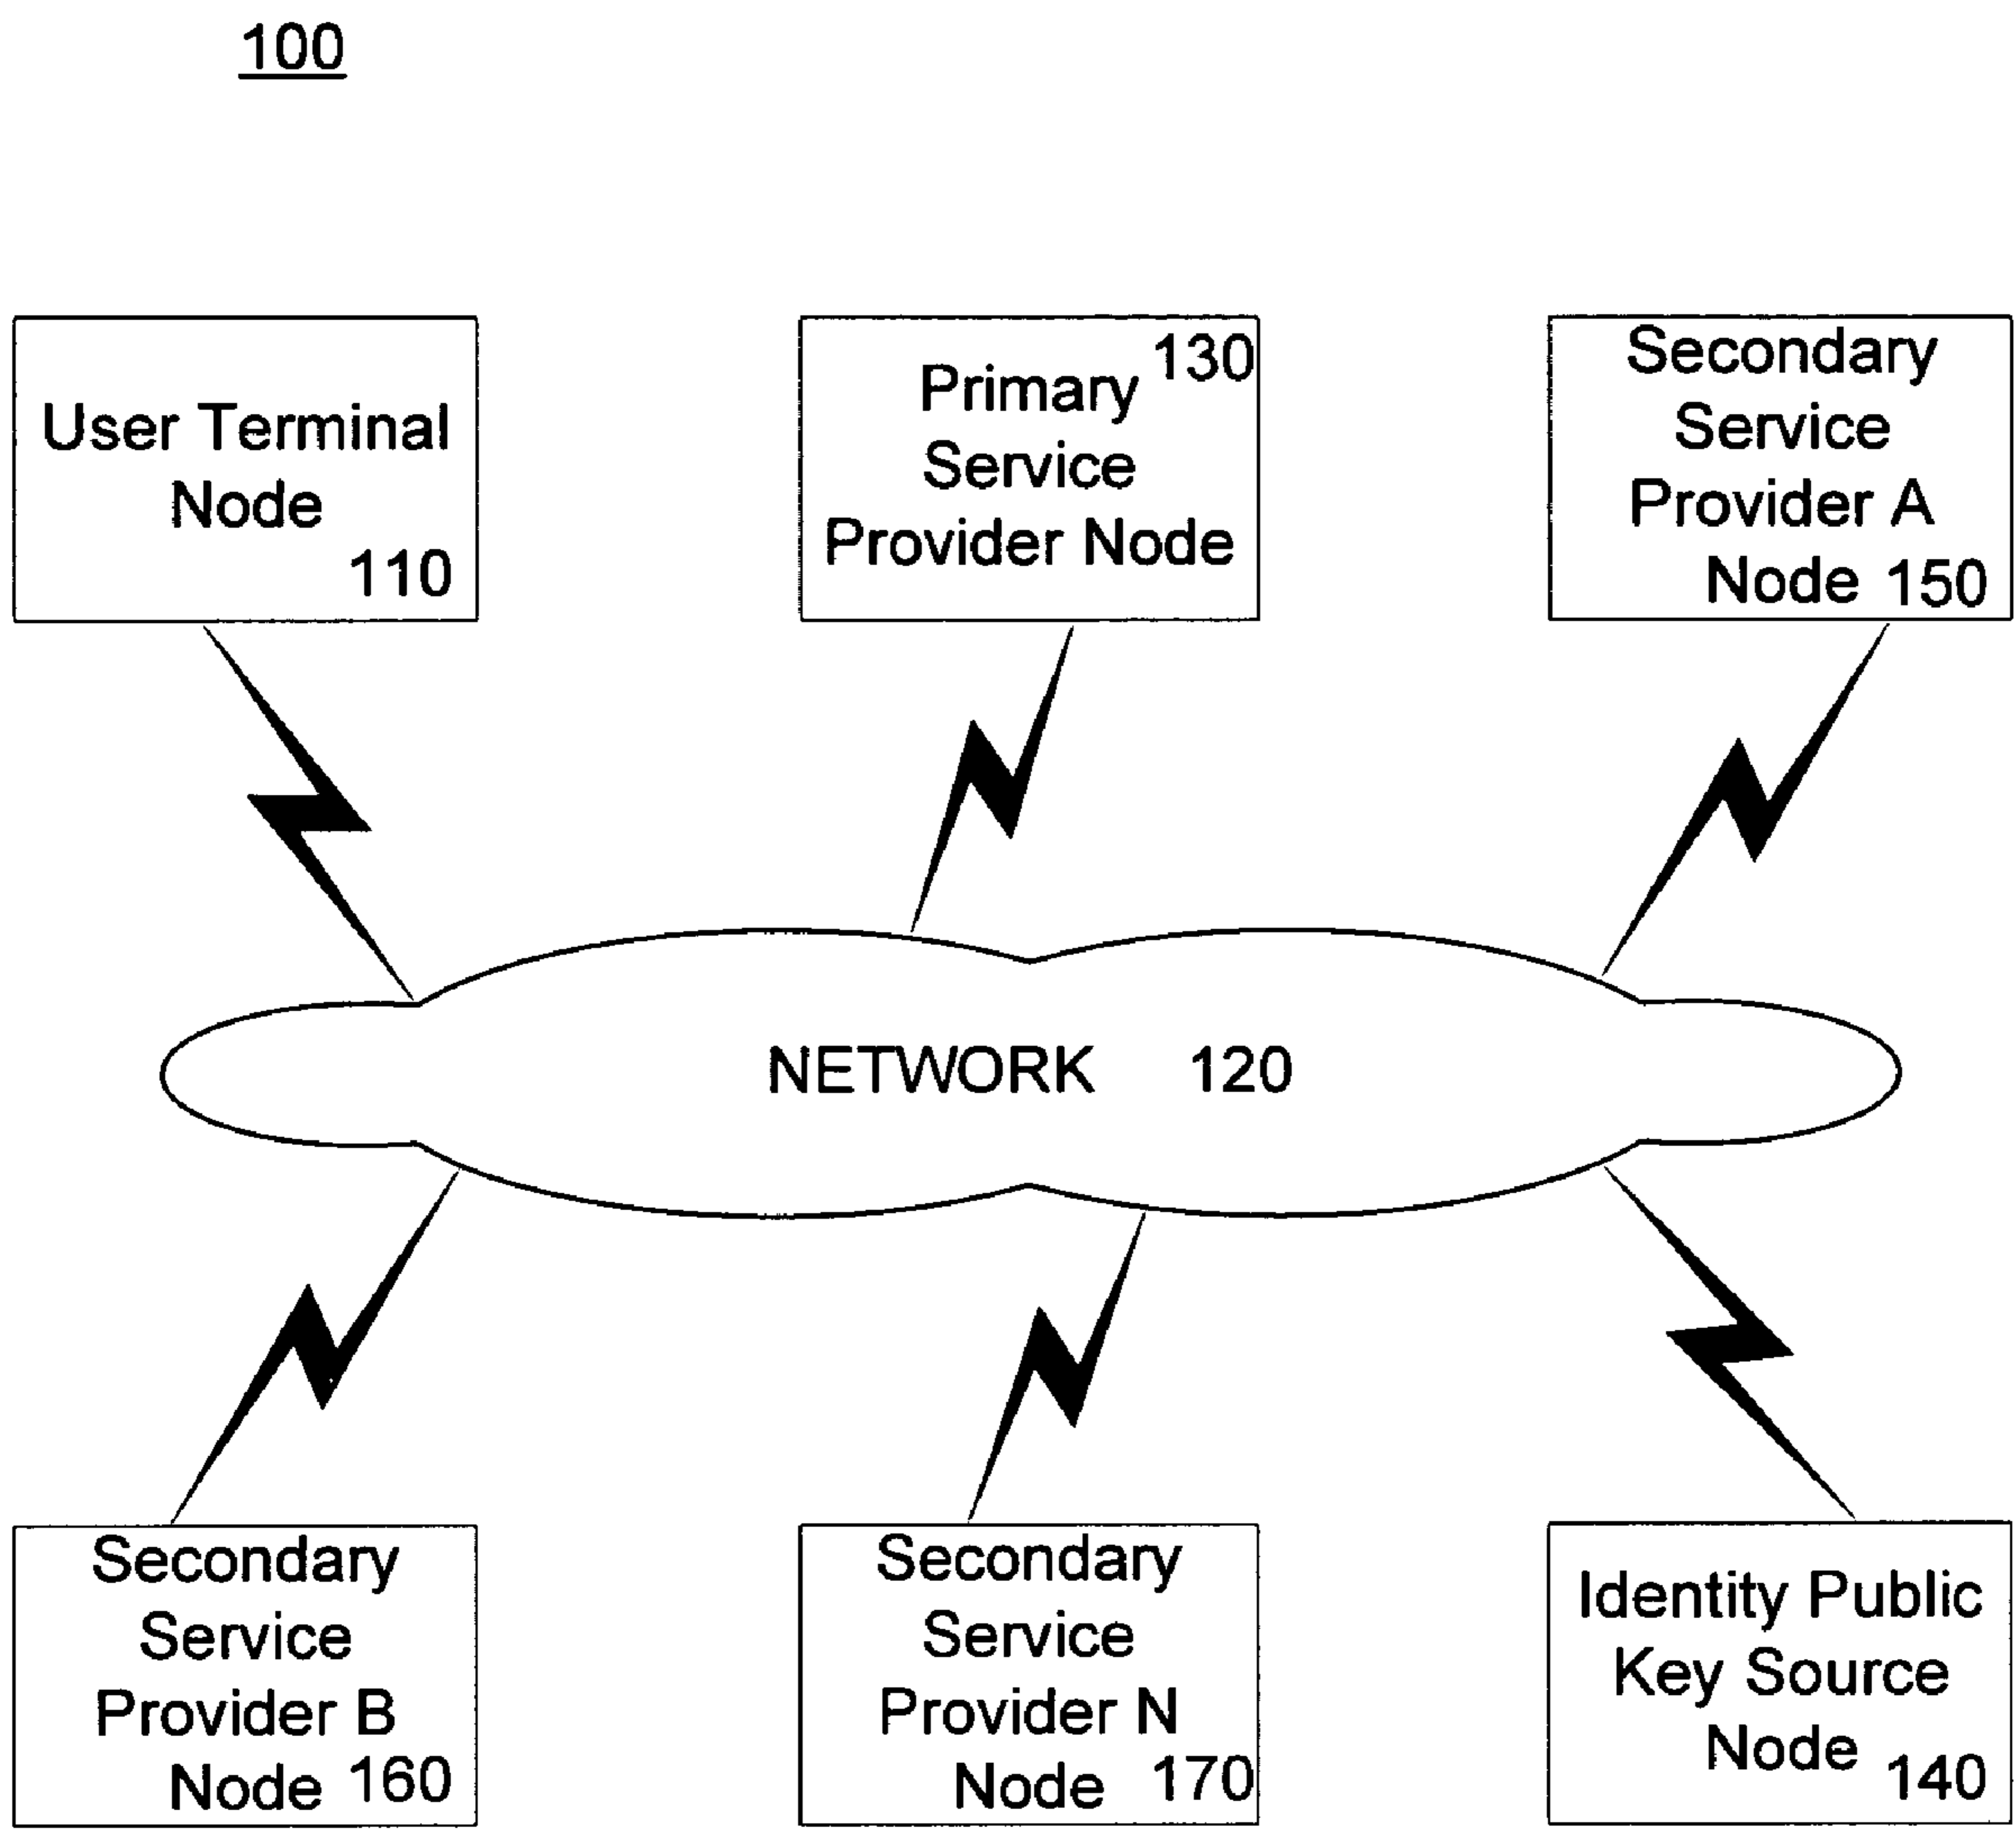 100
User Terminal
Node
110
130
Primary
Service
Provider Node
Secondary
Service
Provider A
Node 150
NETWORK 120
Secondary
Service
Provider B
Node 160
Secondary
Service
Provider N
Node 170
Identity Public
Key Source
Node 140